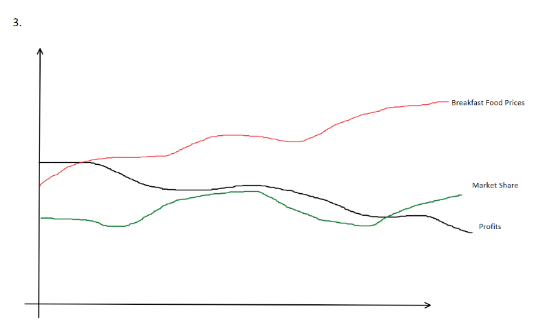 3.
Breakfast Food Prices
Market Share
Profits